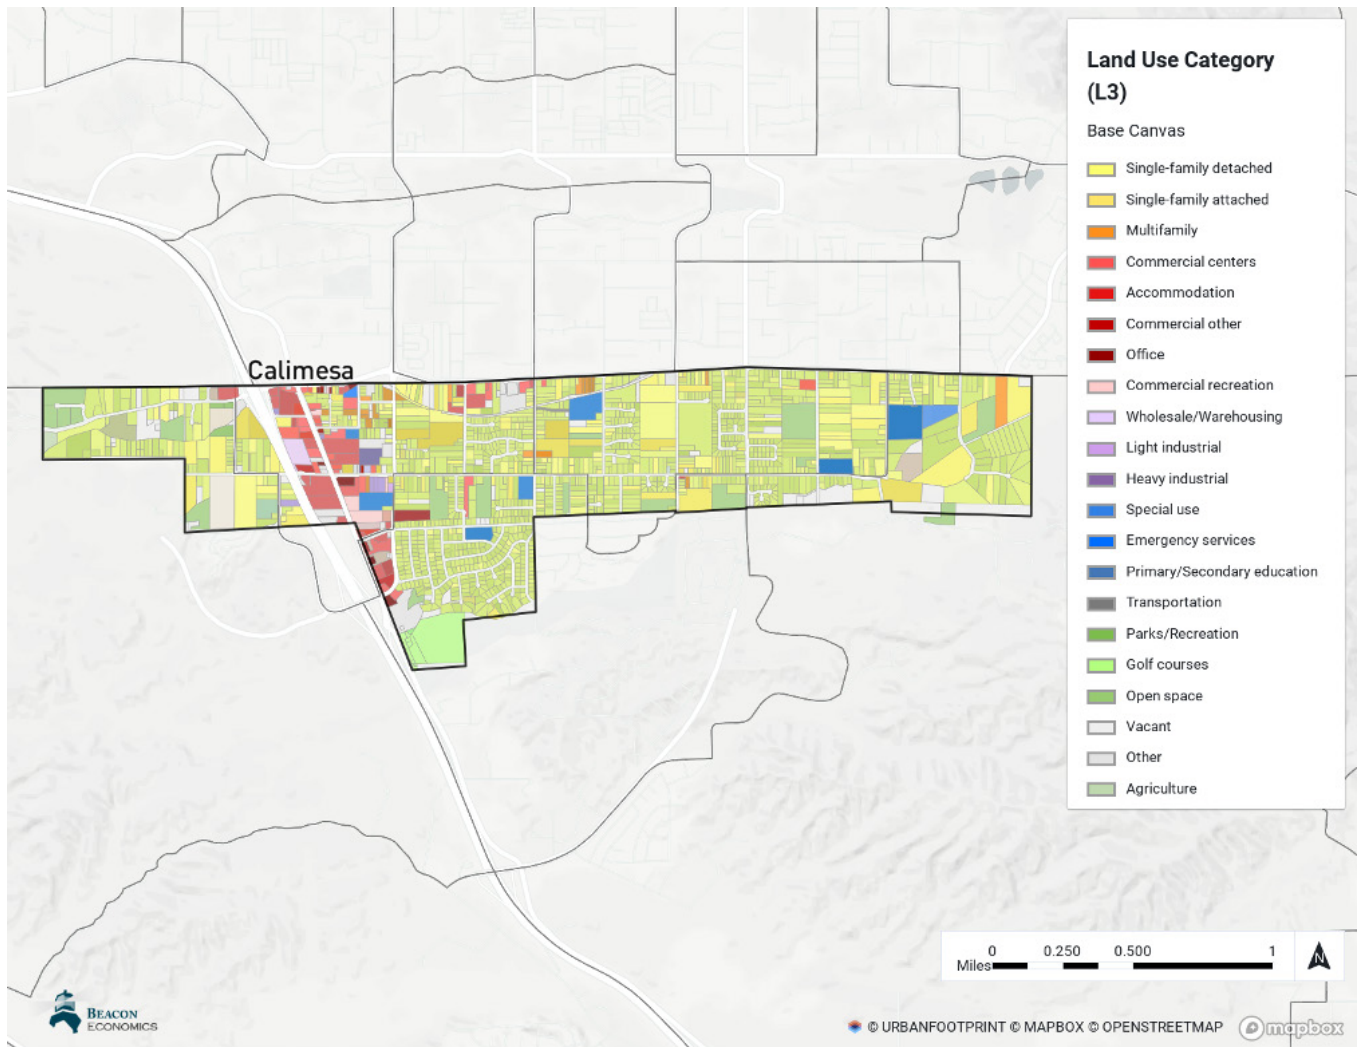 Land Use Category
(L3)
Base Canvas
Single-family detached
Single-family attached
Multifamily
Commercial centers
Accommodation
Commercial other
Office
Commercial recreation
Wholesale/Warehousing
Light industrial
Heavy industrial
Special use
Emergency services
Primary/Secondary education
Transportation
Parks/Recreation
Golf courses
Open space
Vacant
Other
Agriculture
Calimesa
0 0.250 0.500 1
Miles
N
BEACON
ECONOMICS
© URBANFOOTPRINT © MAPBOX © OPENSTREETMAP
mapbox